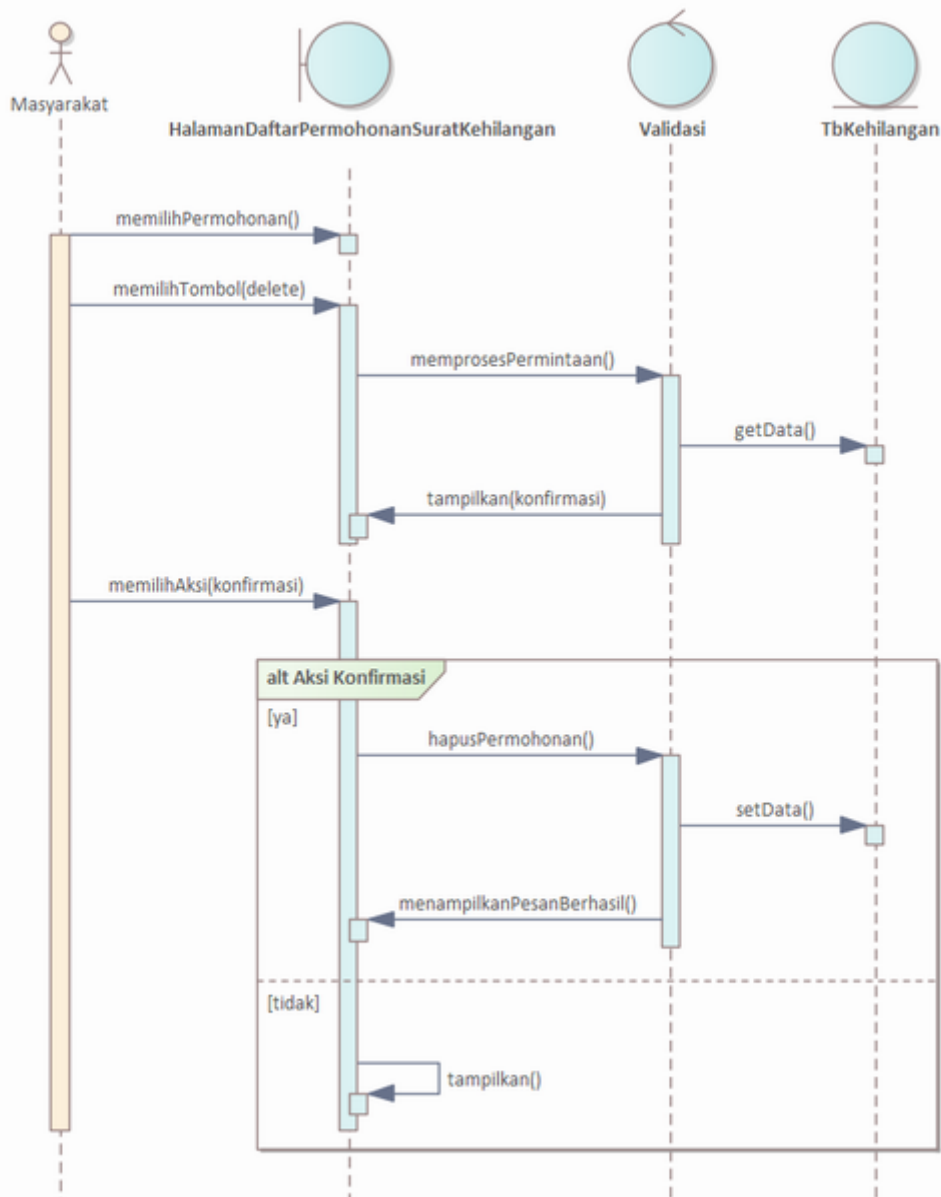 Masyarakat
HalamanDaftarPermohonanSuratKehilangan
Validasi
TbKehilangan
memilihPermohonan()
memilihTombol(delete)
memprosesPermintaan()
getData()
tampilkan(konfirmasi)
memilihAksi(konfirmasi)
alt Aksi Konfirmasi
[ya]
hapusPermohonan()
setData()
menampilkanPesanBerhasil()
[tidak]
tampilkan()